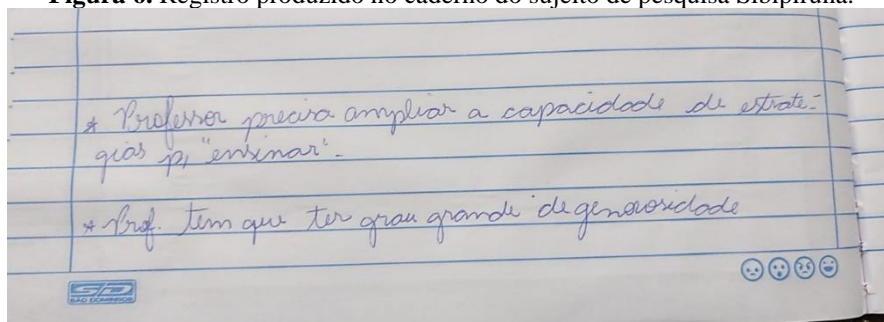 Figura 6. Registro produzido no caderno do sujeito de pesquisa Sibipiruna.
* Professor precisa ampliar a capacidade de estraté-
gias p/ "ensinar".
* Prof. tem que ter grau grande de generosidade
SD
SÃO DOMINGOS